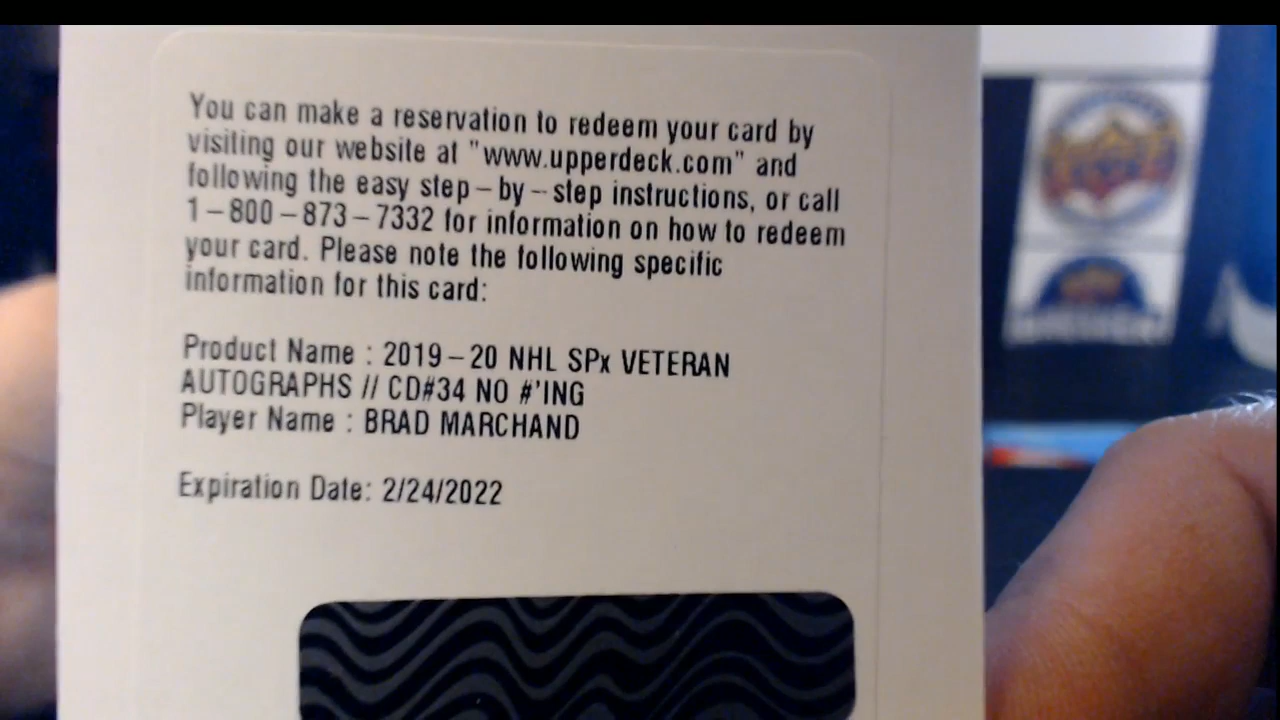 You can make a reservation to redeem your card by
visiting our website at "www.upperdeck.com" and
following the easy step – by – step instructions, or call
1 – 800 – 873 – 7332 for information on how to redeem
your card. Please note the following specific
information for this card:
Product Name : 2019 – 20 NHL SPx VETERAN
AUTOGRAPHS // CD#34 NO #'ING
Player Name : BRAD MARCHAND
Expiration Date: 2/24/2022